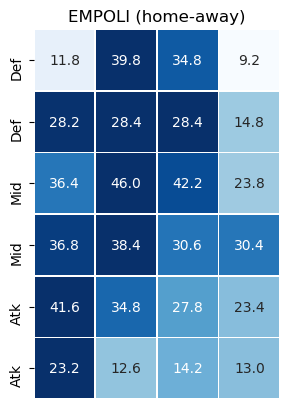 EMPOLI (home-away)
Def 11.8 39.8 34.8 9.2
Def 28.2 28.4 28.4 14.8
Mid 36.4 46.0 42.2 23.8
Mid 36.8 38.4 30.6 30.4
Atk 41.6 34.8 27.8 23.4
Atk 23.2 12.6 14.2 13.0